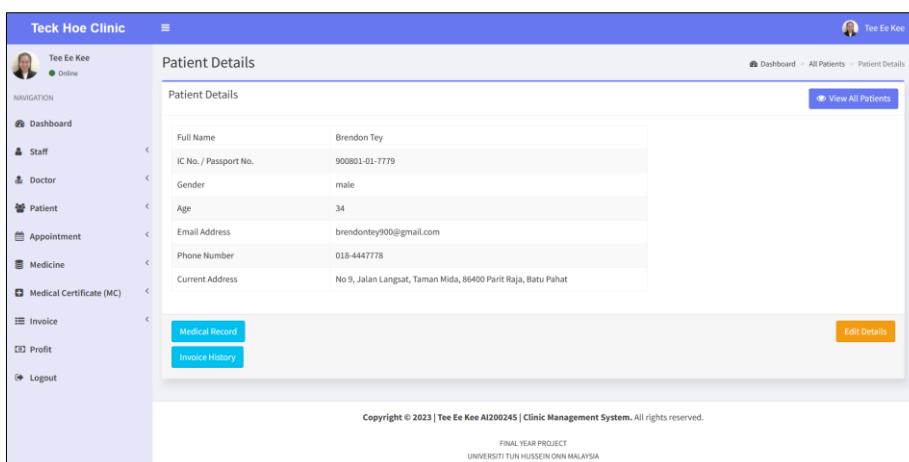 Teck Hoe Clinic
Tee Ee Kee
Tee Ee Kee
Online
NAVIGATION
Dashboard
Staff
Doctor
Patient
Appointment
Medicine
Medical Certificate (MC)
Invoice
Profit
Logout
Patient Details
Dashboard > All Patients > Patient Details
Patient Details
View All Patients
Full Name Brendon Tey
IC No. / Passport No. 900801-01-7779
Gender male
Age 34
Email Address brendontey900@gmail.com
Phone Number 018-4447778
Current Address No 9, Jalan Langsat, Taman Mida, 86400 Parit Raja, Batu Pahat
Medical Record
Edit Details
Invoice History
Copyright © 2023 | Tee Ee Kee AI200245 | Clinic Management System. All rights reserved.
FINAL YEAR PROJECT
UNIVERSITI TUN HUSSEIN ONN MALAYSIA